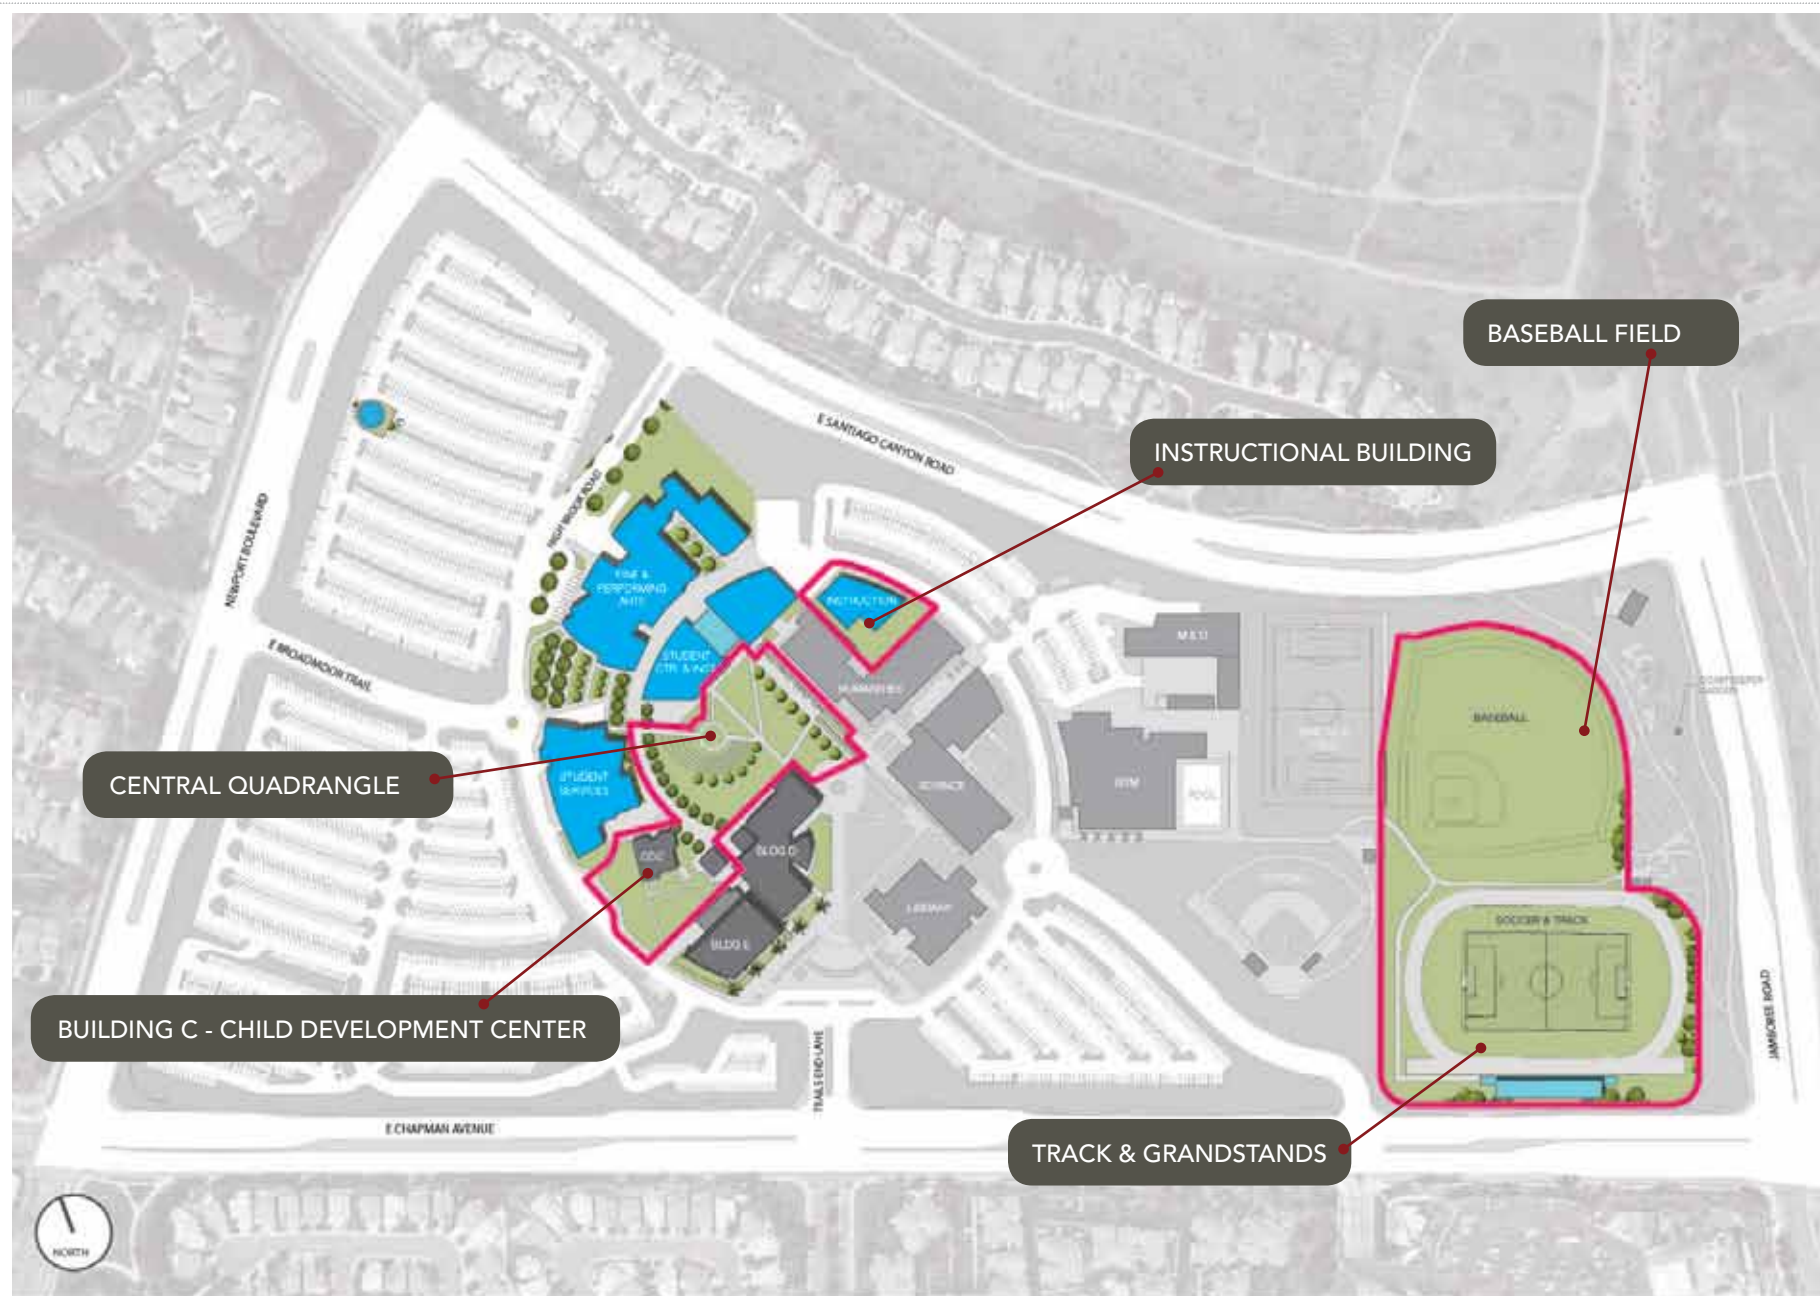 BASEBALL FIELD
INSTRUCTIONAL BUILDING
E SANTIAGO CANYON ROAD
NEWPORT BOULEVARD
FINE &
PERFORMING
ARTS
INSTRUCTION
M & O
E BROADMOOR TRAIL
STUDENT
CTR & INST
HUMANITIES
BASEBALL
CENTRAL QUADRANGLE
STUDENT
SERVICES
SCIENCE
GYM
POOL
CDC
BLDG D
LIBRARY
SOCCER & TRACK
BLDG E
BUILDING C - CHILD DEVELOPMENT CENTER
JAMBOREE ROAD
TRAILS END LANE
E CHAPMAN AVENUE
TRACK & GRANDSTANDS
NORTH